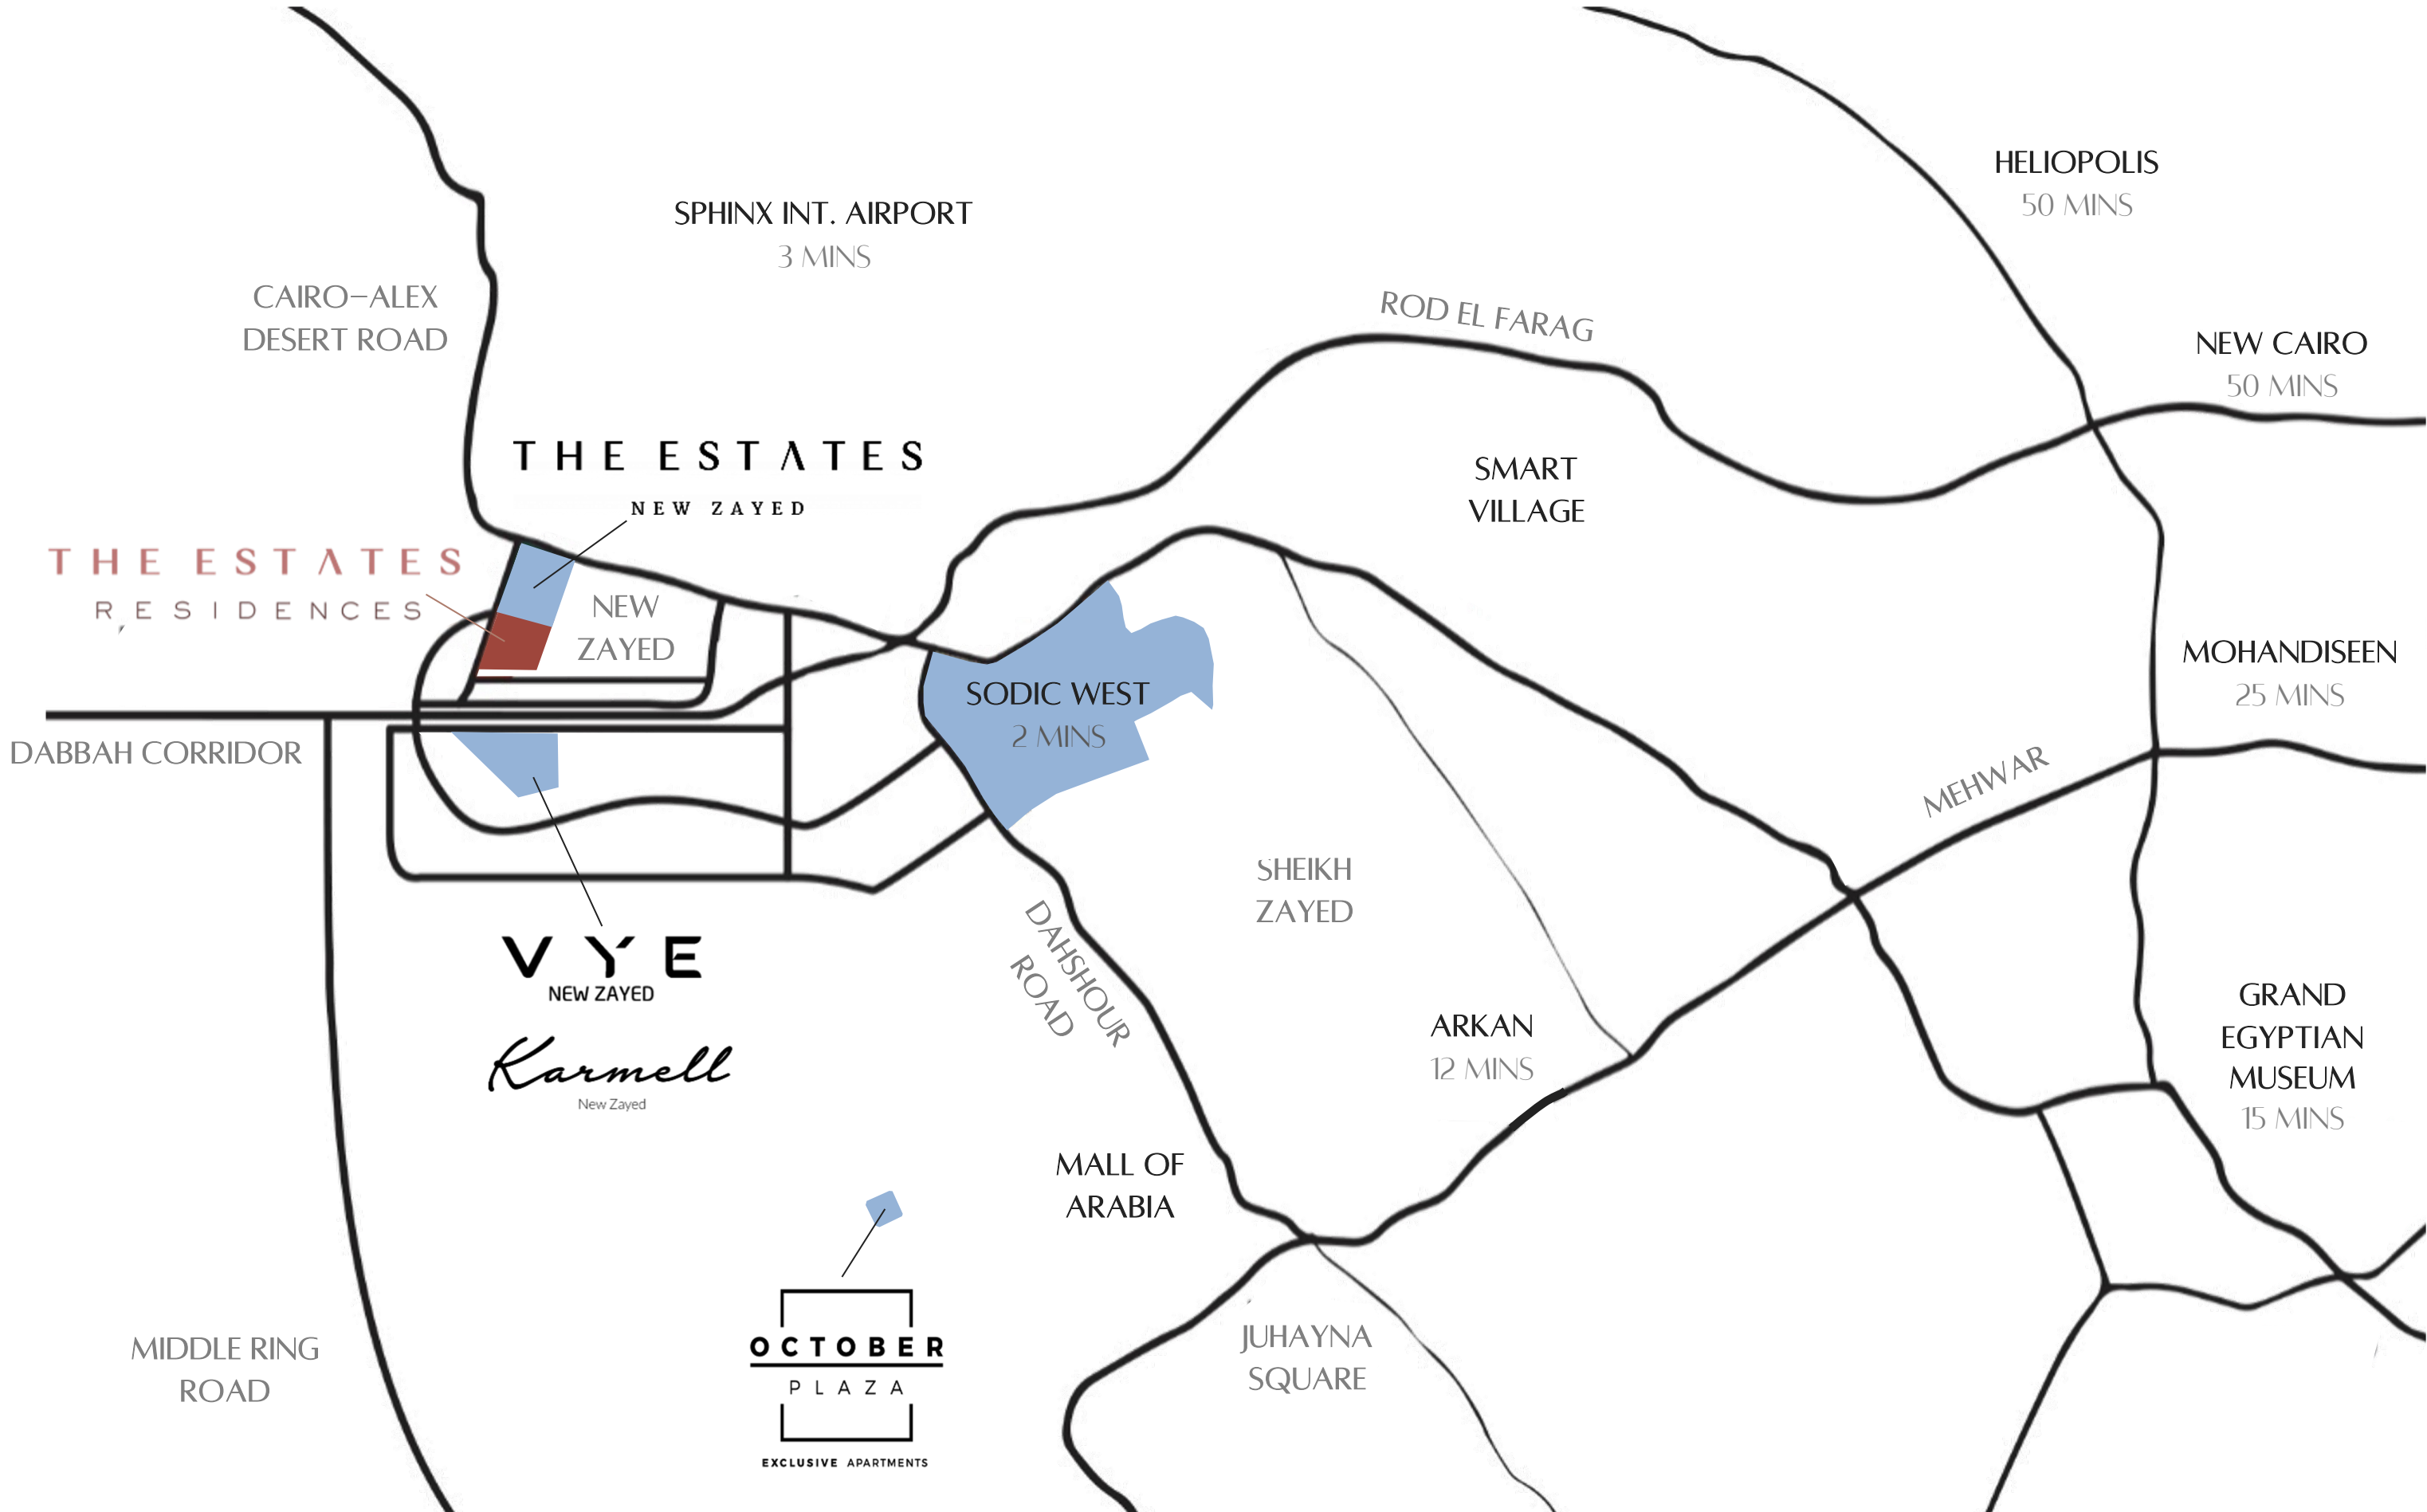 HELIOPOLIS
50 MINS
SPHINX INT. AIRPORT
3 MINS
CAIRO–ALEX
DESERT ROAD
ROD EL FARAG
NEW CAIRO
50 MINS
THE ESTATES
NEW ZAYED
SMART
VILLAGE
THE ESTATES
RESIDENCES
NEW
ZAYED
MOHANDISEEN
25 MINS
SODIC WEST
2 MINS
DABBAH CORRIDOR
MEHWAR
SHEIKH
ZAYED
DAHSHOUR
ROAD
VYE
NEW ZAYED
Karmell
New Zayed
ARKAN
12 MINS
GRAND
EGYPTIAN
MUSEUM
15 MINS
MALL OF
ARABIA
OCTOBER
PLAZA
EXCLUSIVE APARTMENTS
JUHAYNA
SQUARE
MIDDLE RING
ROAD